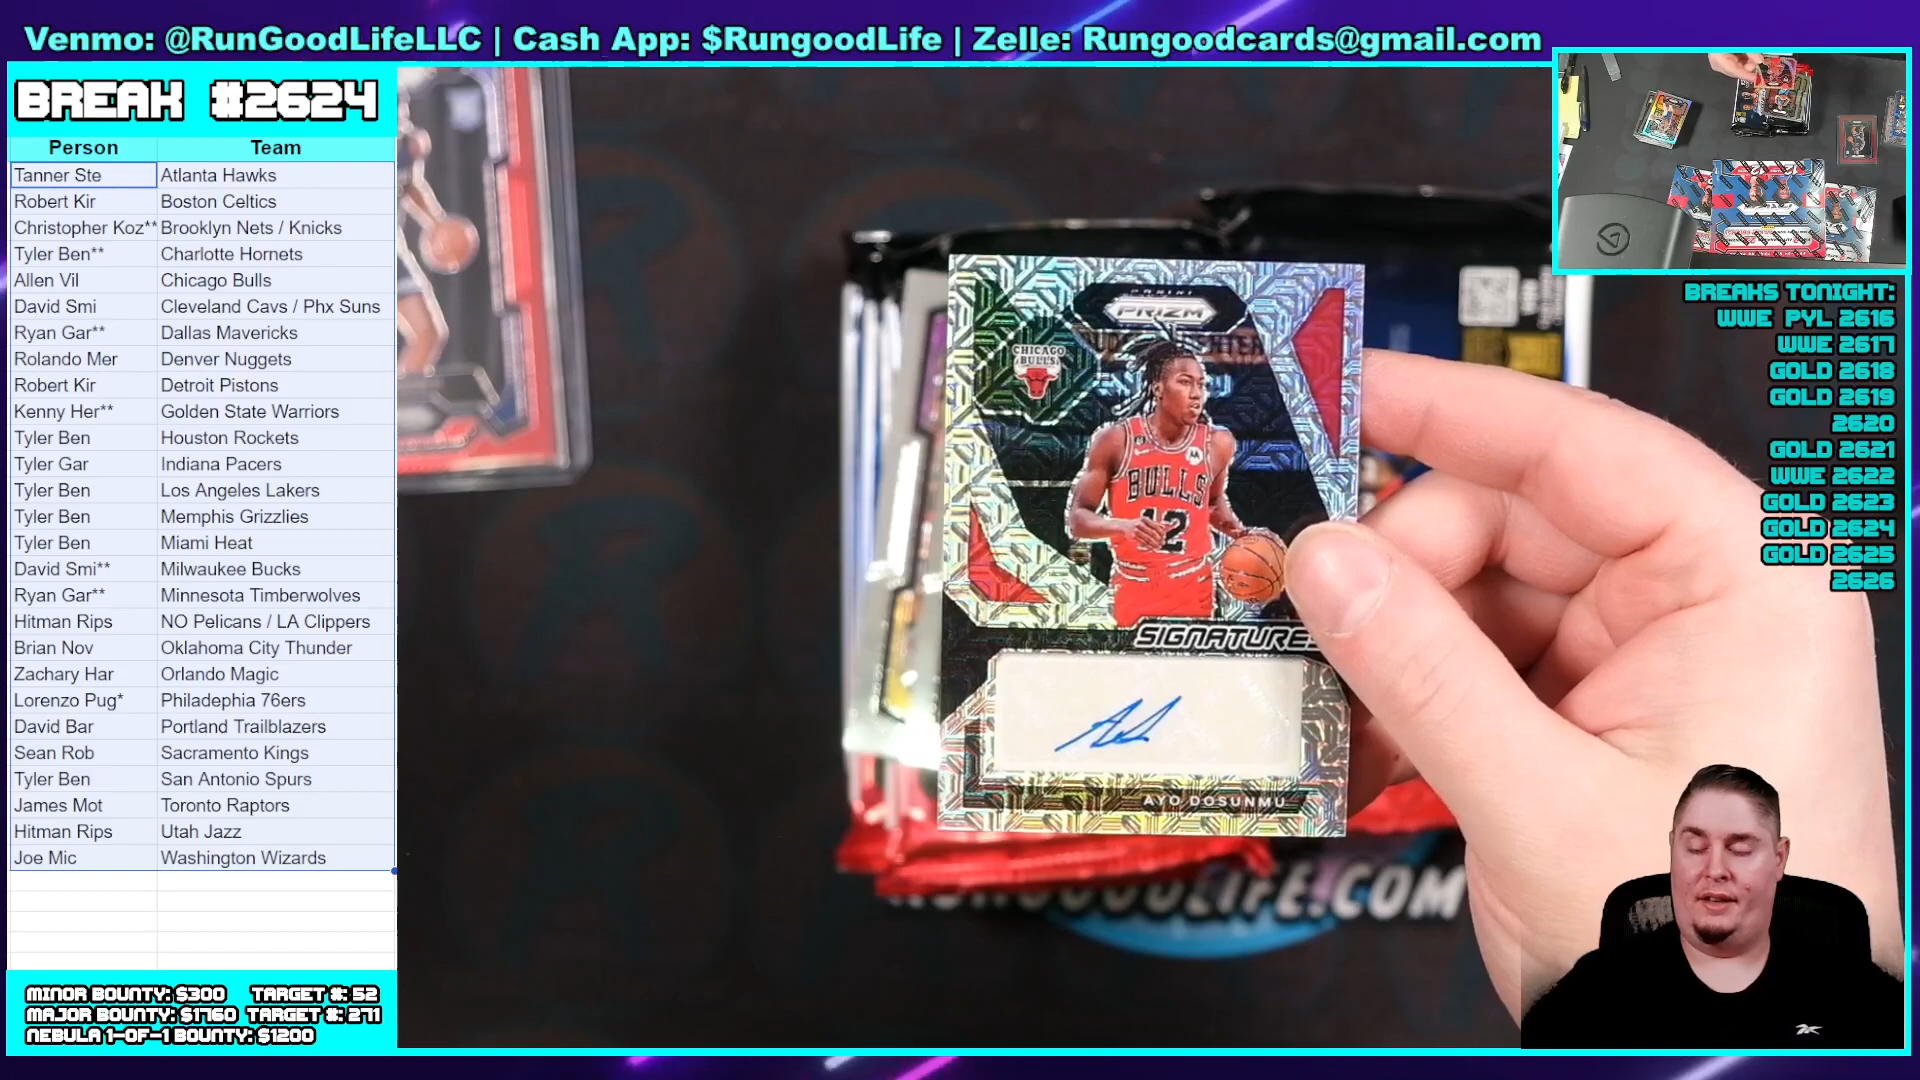 Venmo: @RunGoodLifeLLC | Cash App: $RungoodLife | Zelle: Rungoodcards@gmail.com
BREAK #2624
Person Team
Tanner Ste Atlanta Hawks
Robert Kir Boston Celtics
Christopher Koz** Brooklyn Nets / Knicks
Tyler Ben** Charlotte Hornets
Allen Vil Chicago Bulls
David Smi Cleveland Cavs / Phx Suns
Ryan Gar** Dallas Mavericks
Rolando Mer Denver Nuggets
Robert Kir Detroit Pistons
Kenny Her** Golden State Warriors
Tyler Ben Houston Rockets
Tyler Gar Indiana Pacers
Tyler Ben Los Angeles Lakers
Tyler Ben Memphis Grizzlies
Tyler Ben Miami Heat
David Smi** Milwaukee Bucks
Ryan Gar** Minnesota Timberwolves
Hitman Rips NO Pelicans / LA Clippers
Brian Nov Oklahoma City Thunder
Zachary Har Orlando Magic
Lorenzo Pug* Philadephia 76ers
David Bar Portland Trailblazers
Sean Rob Sacramento Kings
Tyler Ben San Antonio Spurs
James Mot Toronto Raptors
Hitman Rips Utah Jazz
Joe Mic Washington Wizards
MINOR BOUNTY: $300 TARGET #: 52
MAJOR BOUNTY: $1760 TARGET #: 271
NEBULA 1-OF-1 BOUNTY: $1200
PANINI
PRIZM
CHICAGO
BULLS
BULLS
12
SIGNATURES
AYO DOSUNMU
RUNGOODLIFE.COM
BREAKS TONIGHT:
WWE PYL 2616
WWE 2617
GOLD 2618
GOLD 2619
2620
GOLD 2621
WWE 2622
GOLD 2623
GOLD 2624
GOLD 2625
2626